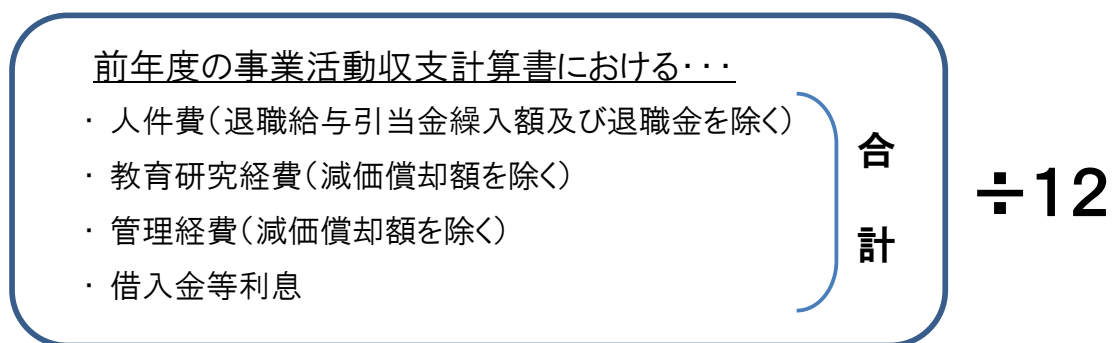 前年度の事業活動収支計算書における・・・
・ 人件費（退職給与引当金繰入額及び退職金を除く）
・ 教育研究経費（減価償却額を除く）
・ 管理経費（減価償却額を除く）
・ 借入金等利息
合計
÷12